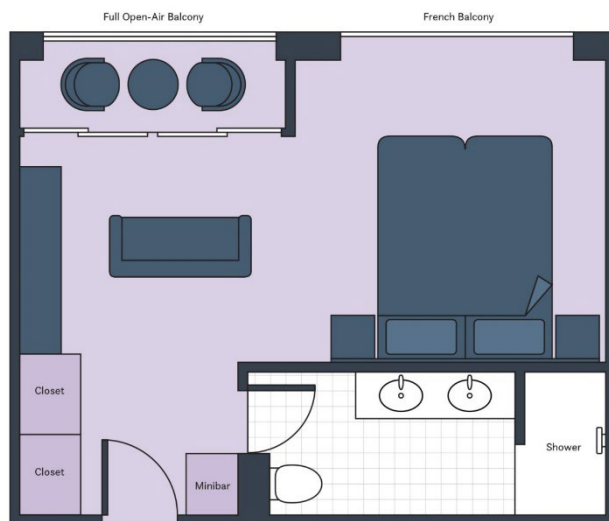 Full Open-Air Balcony
French Balcony
Closet
Closet
Minibar
Shower